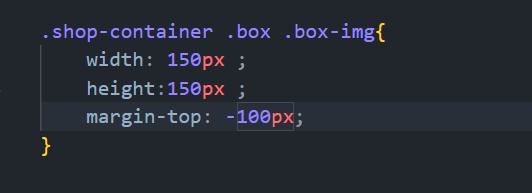 .shop-container .box .box-img{
width: 150px ;
height:150px ;
margin-top: -100px;
}